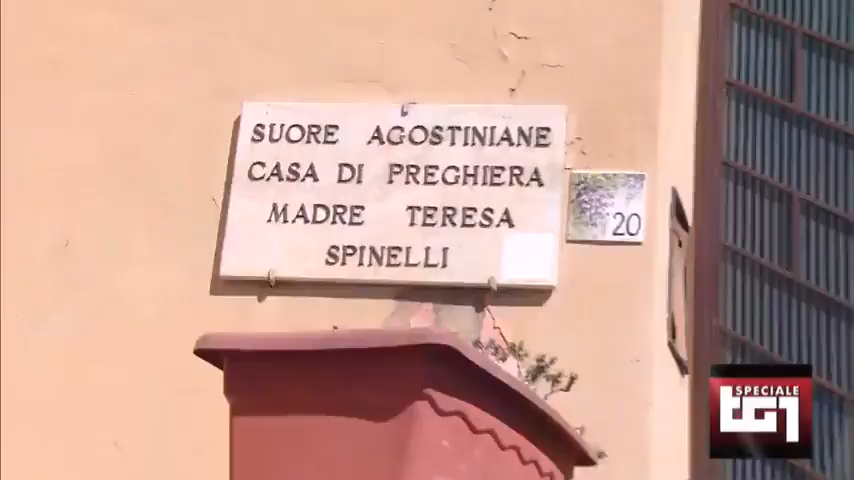 SUORE AGOSTINIANE
CASA DI PREGHIERA
MADRE TERESA
SPINELLI
20
SPECIALE
TG1